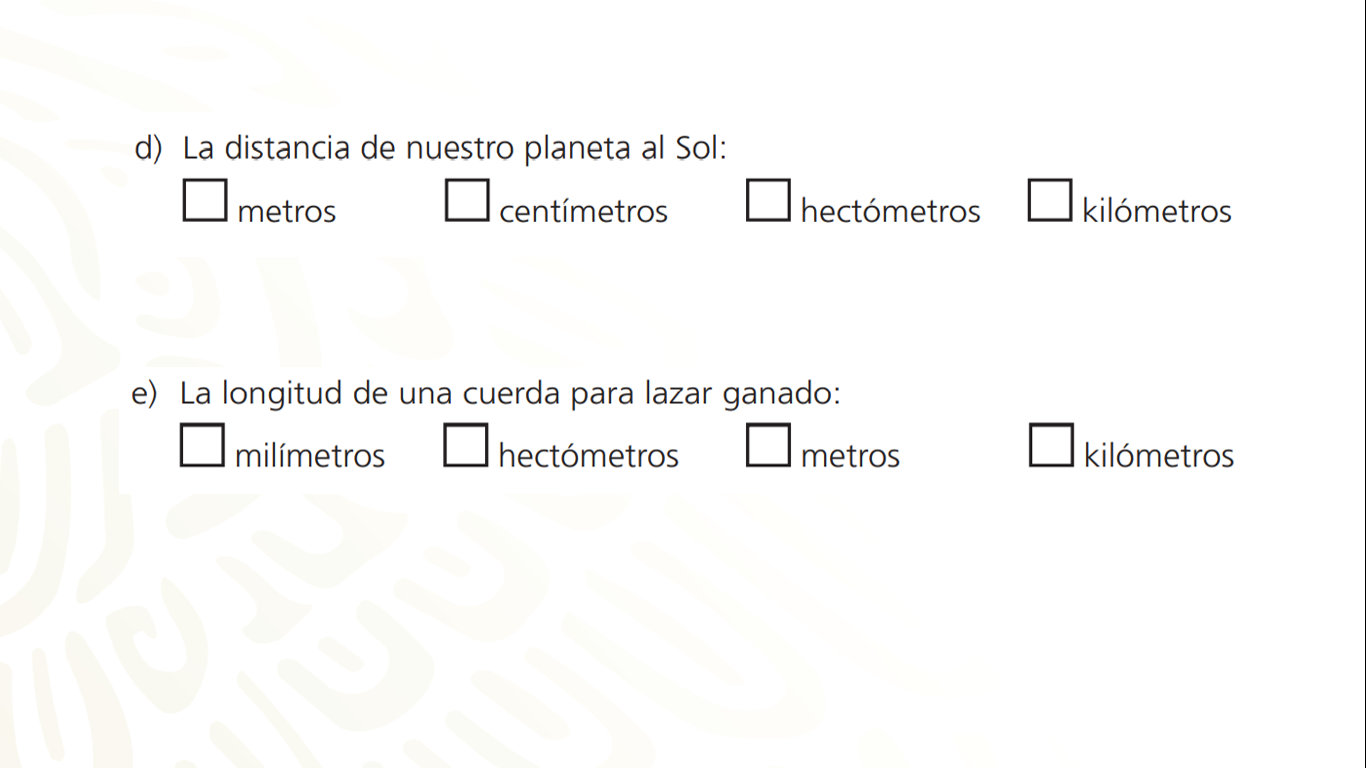 d) La distancia de nuestro planeta al Sol:
metros centímetros hectómetros kilómetros
e) La longitud de una cuerda para lazar ganado:
milímetros hectómetros metros kilómetros